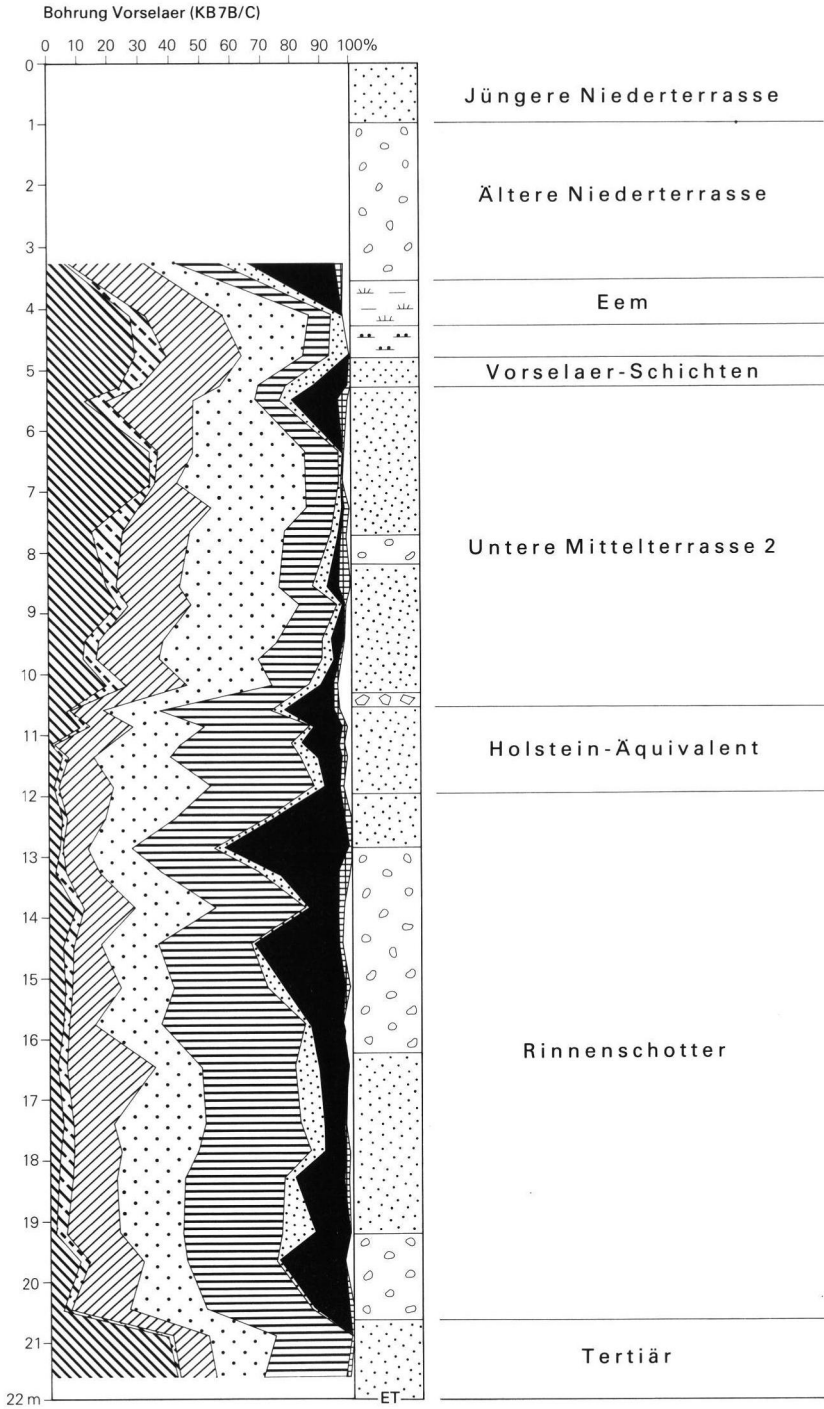 Bohrung Vorselaer (KB7B/C)
0 10 20 30 40 50 60 70 80 90 100%
0
Jüngere Niederterrasse
1
2
Ältere Niederterrasse
3
4
Eem
5
Vorselaer-Schichten
6
7
8
Untere Mittelterrasse 2
9
10
11
Holstein-Äquivalent
12
13
14
15
16
Rinnenschotter
17
18
19
20
21
Tertiär
22 m
ET